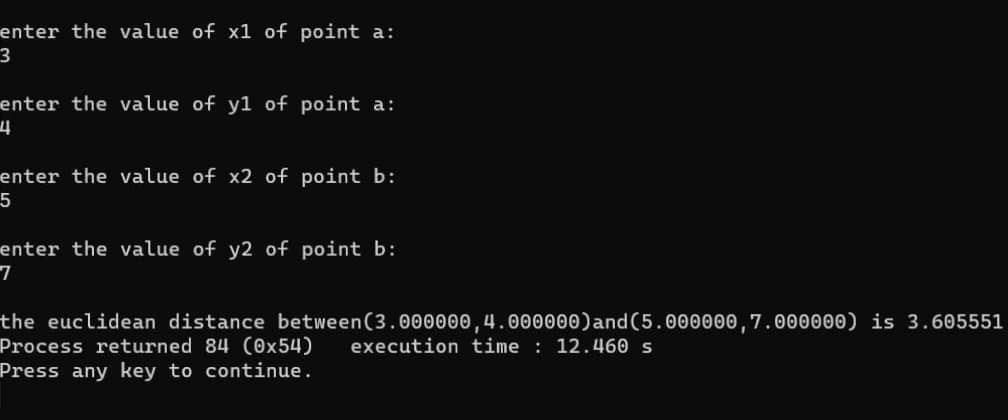 enter the value of x1 of point a:
3
enter the value of y1 of point a:
4
enter the value of x2 of point b:
5
enter the value of y2 of point b:
7
the euclidean distance between(3.000000,4.000000)and(5.000000,7.000000) is 3.605551
Process returned 84 (0x54)   execution time : 12.460 s
Press any key to continue.